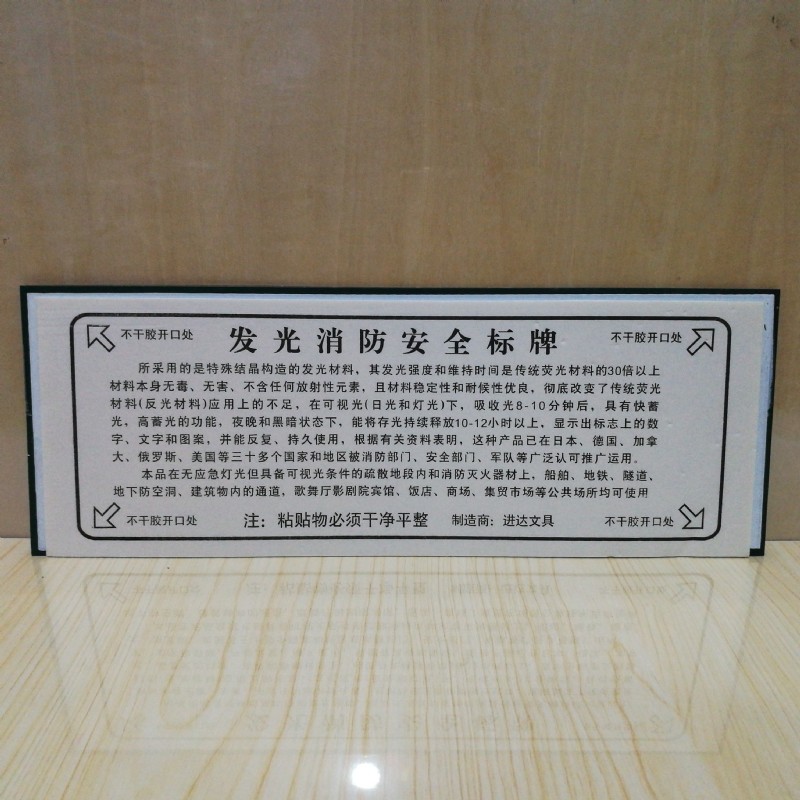 不干胶开口处 发光消防安全标牌 不干胶开口处
所采用的是特殊结晶构造的发光材料，其发光强度和维持时间是传统荧光材料的30倍以上
材料本身无毒、无害、不含任何放射性元素，且材料稳定性和耐候性优良，彻底改变了传统荧光
材料(反光材料)应用上的不足，在可视光(日光和灯光)下，吸收光8-10分钟后，具有快蓄
光，高蓄光的功能，夜晚和黑暗状态下，能将存光持续释放10-12小时以上，显示出标志上的数
字、文字和图案，并能反复、持久使用，根据有关资料表明，这种产品已在日本、德国、加拿
大、俄罗斯、美国等三十多个国家和地区被消防部门、安全部门、军队等广泛认可推广运用。
本品在无应急灯光但具备可视光条件的疏散地段内和消防灭火器材上，船舶、地铁、隧道、
地下防空洞、建筑物内的通道，歌舞厅影剧院宾馆、饭店、商场、集贸市场等公共场所均可使用
不干胶开口处 注：粘贴物必须干净平整 制造商：进达文具 不干胶开口处